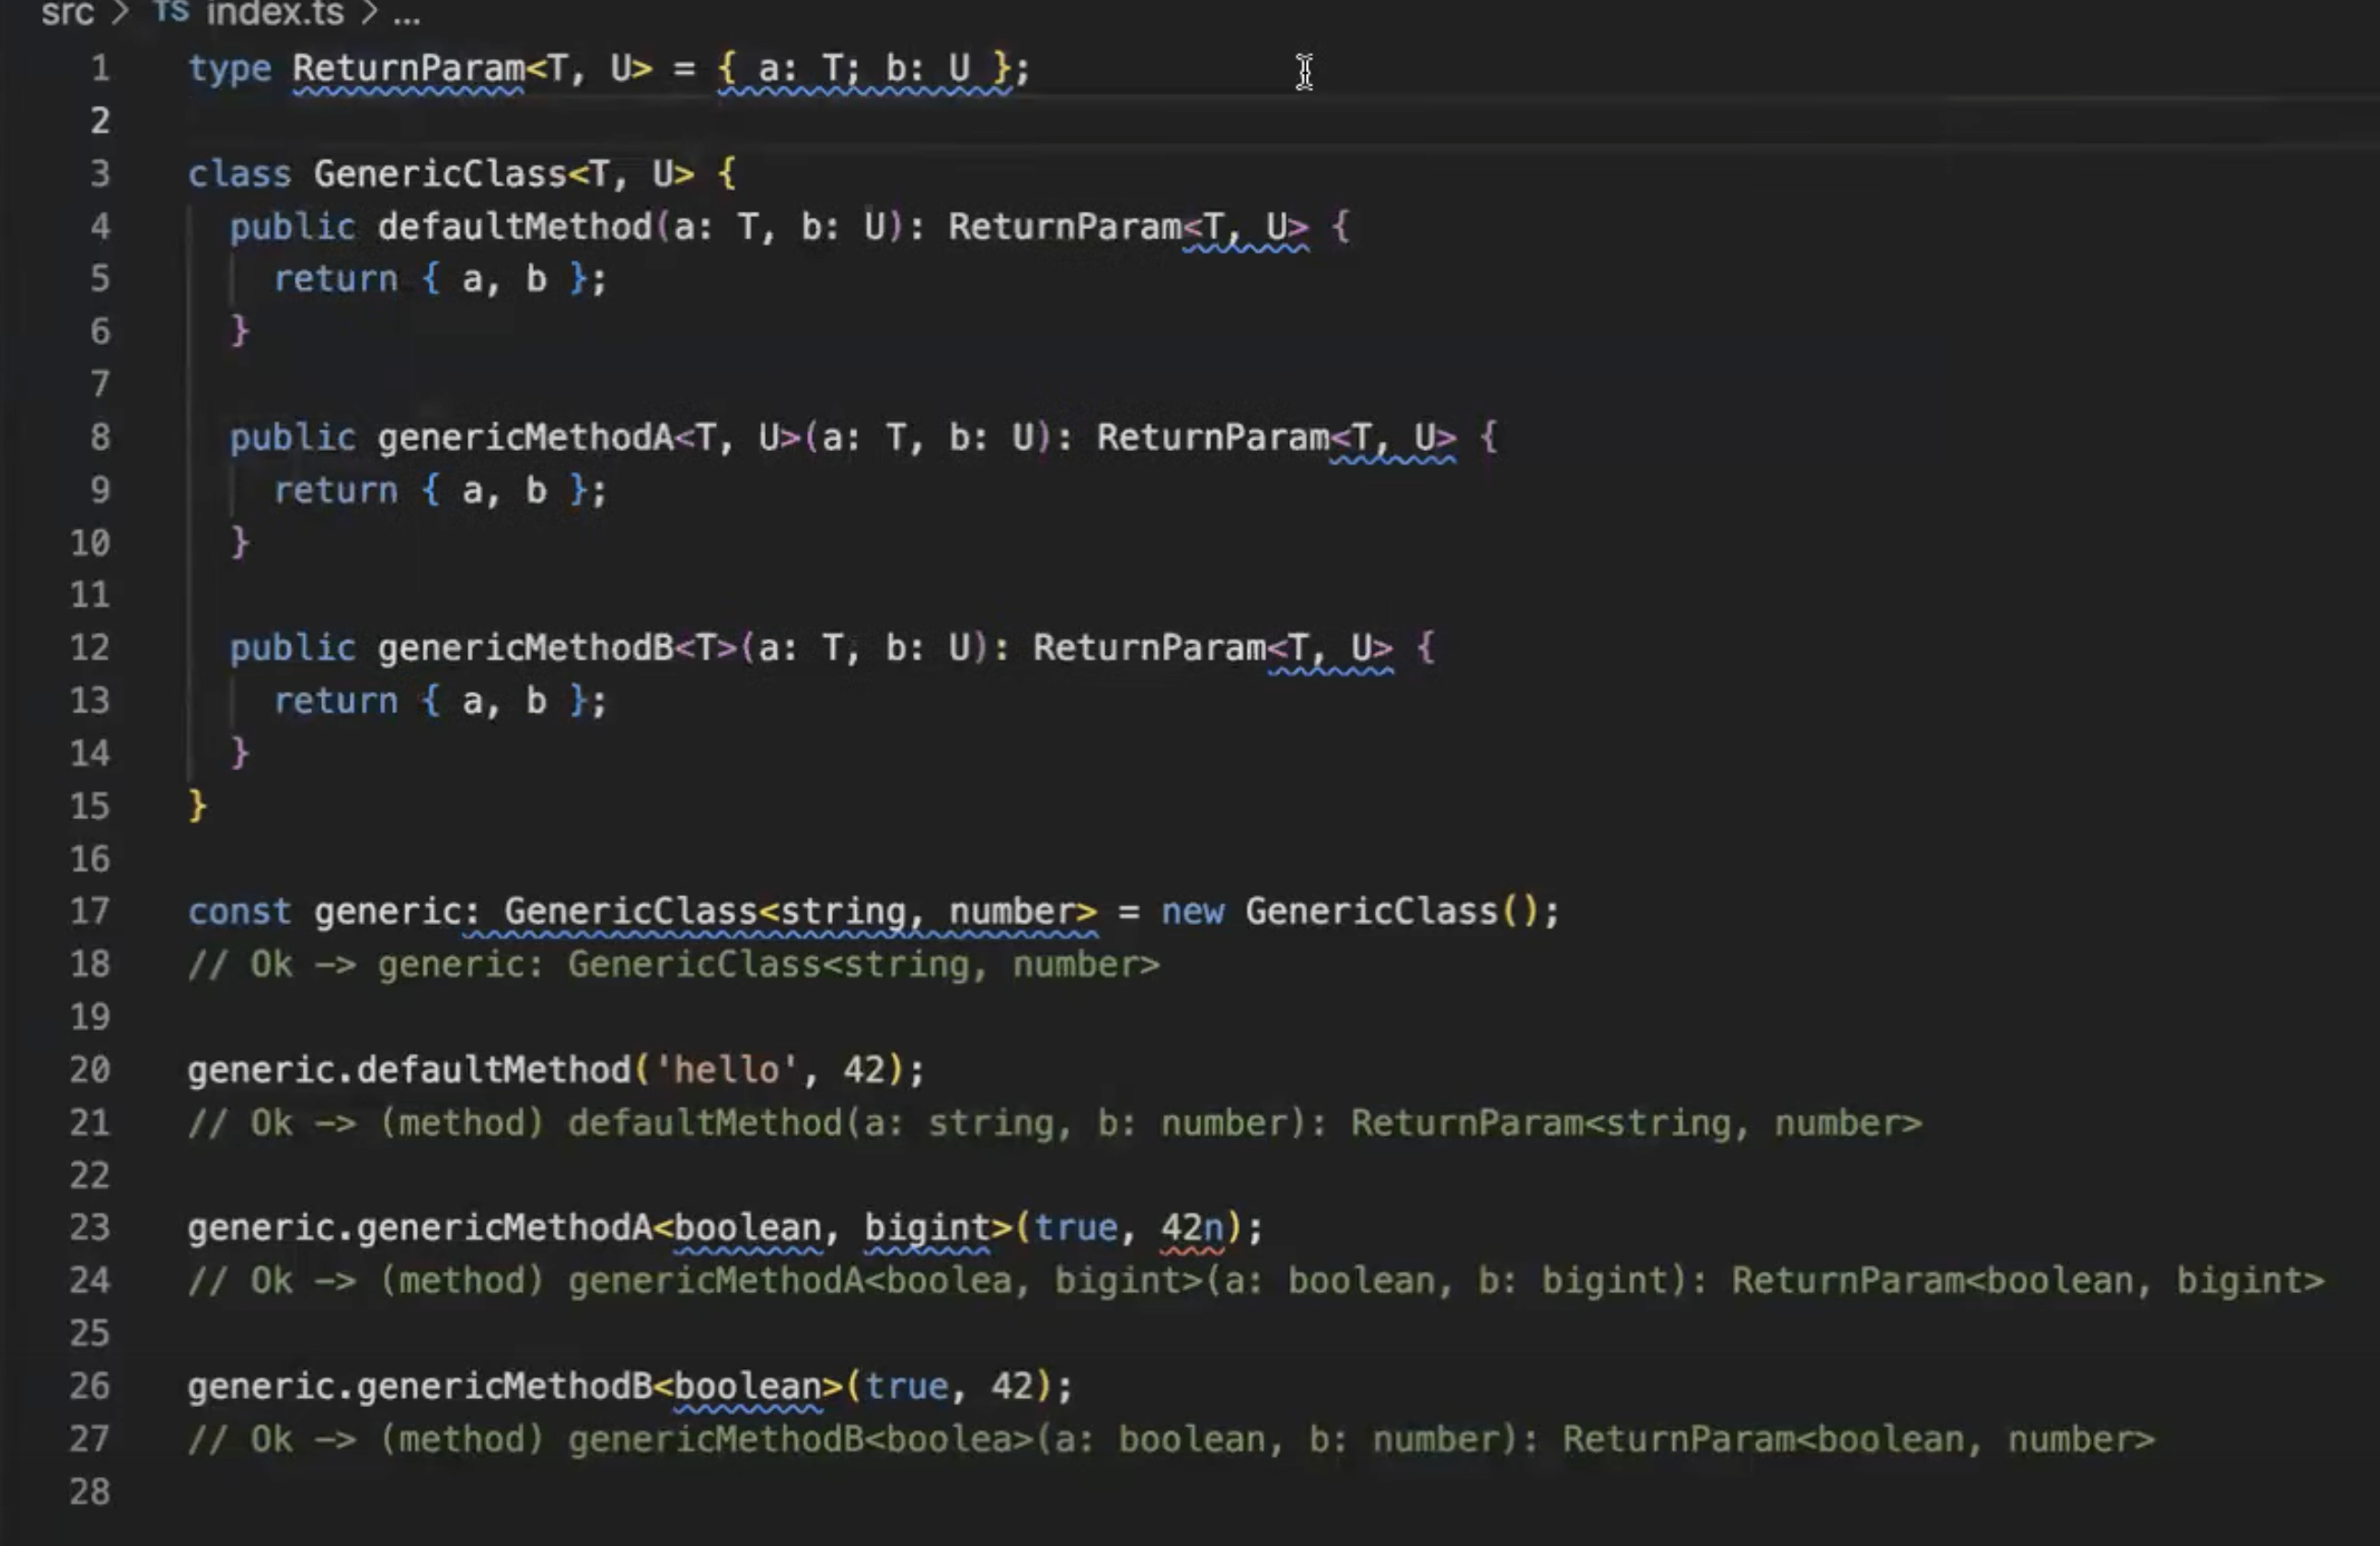 src > TS index.ts > ...
1 type ReturnParam<T, U> = { a: T; b: U };
2
3 class GenericClass<T, U> {
4   public defaultMethod(a: T, b: U): ReturnParam<T, U> {
5     return { a, b };
6   }
7
8   public genericMethodA<T, U>(a: T, b: U): ReturnParam<T, U> {
9     return { a, b };
10   }
11
12   public genericMethodB<T>(a: T, b: U): ReturnParam<T, U> {
13     return { a, b };
14   }
15 }
16
17 const generic: GenericClass<string, number> = new GenericClass();
18 // Ok –> generic: GenericClass<string, number>
19
20 generic.defaultMethod('hello', 42);
21 // Ok –> (method) defaultMethod(a: string, b: number): ReturnParam<string, number>
22
23 generic.genericMethodA<boolean, bigint>(true, 42n);
24 // Ok –> (method) genericMethodA<boolea, bigint>(a: boolean, b: bigint): ReturnParam<boolean, bigint>
25
26 generic.genericMethodB<boolean>(true, 42);
27 // Ok –> (method) genericMethodB<boolea>(a: boolean, b: number): ReturnParam<boolean, number>
28